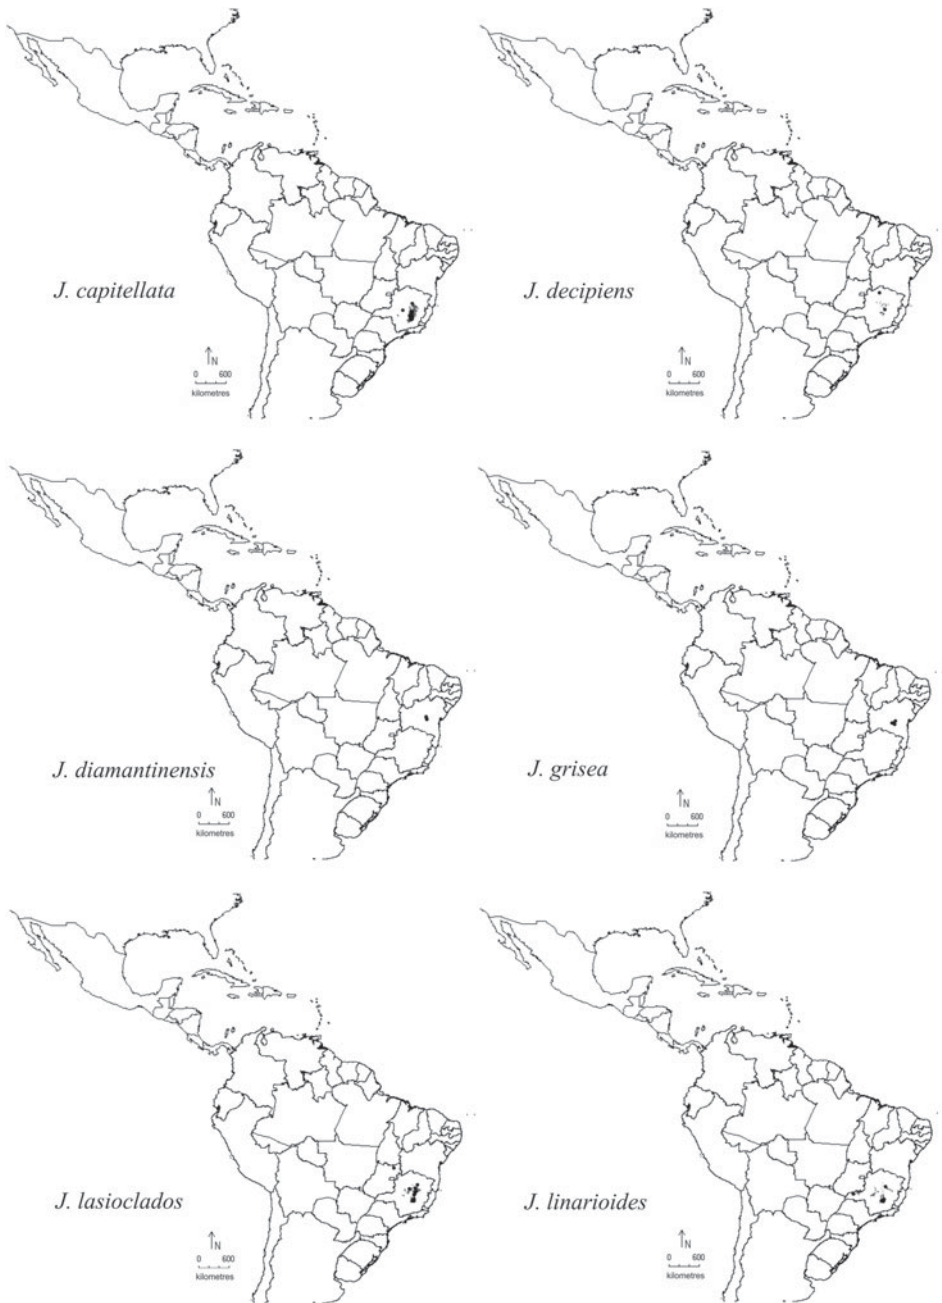 J. capitellata
N
0 600
kilometres
J. decipiens
N
0 600
kilometres
J. diamantinensis
N
0 600
kilometres
J. grisea
N
0 600
kilometres
J. lasioclados
N
0 600
kilometres
J. linarioides
N
0 600
kilometres